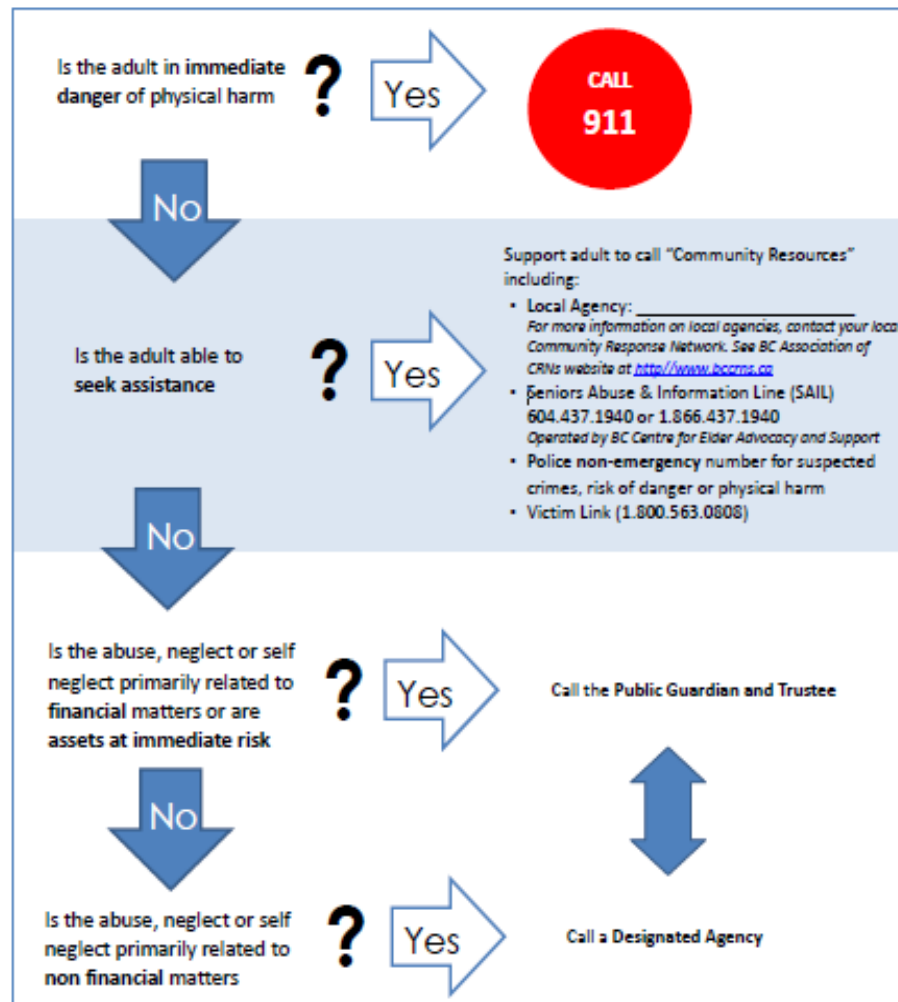 Is the adult in immediate
danger of physical harm
?
Yes
CALL
911
No
Is the adult able to
seek assistance
?
Yes
Support adult to call “Community Resources”
including:
• Local Agency: ____________________
For more information on local agencies, contact your loca
Community Response Network. See BC Association of
CRNs website at http//www.bccrns.ca
• Seniors Abuse & Information Line (SAIL)
604.437.1940 or 1.866.437.1940
Operated by BC Centre for Elder Advocacy and Support
• Police non-emergency number for suspected
crimes, risk of danger or physical harm
• Victim Link (1.800.563.0808)
No
Is the abuse, neglect or self
neglect primarily related to
financial matters or are
assets at immediate risk
?
Yes
Call the Public Guardian and Trustee
No
Is the abuse, neglect or self
neglect primarily related to
non financial matters
?
Yes
Call a Designated Agency